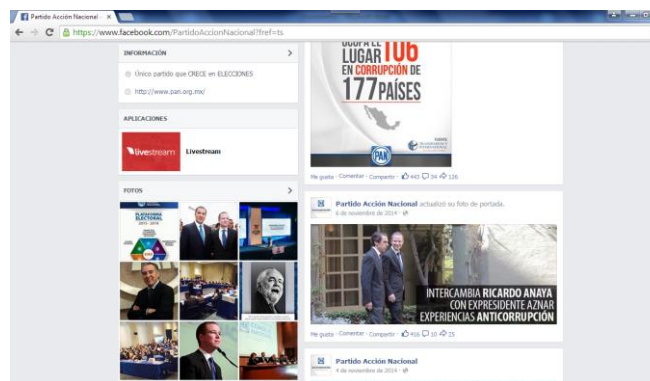 Partido Acción Nacional - ×
https://www.facebook.com/PartidoAccionNacional?fref=ts
INFORMACIÓN
Único partido que CRECE en ELECCIONES
http://www.pan.org.mx/
APLICACIONES
livestream
Livestream
FOTOS
PLATAFORMA
ELECTORAL
OCUPA EL
LUGAR 106
EN CORRUPCIÓN DE
177 PAÍSES
PAN
Me gusta · Comentar · Compartir · 443 34 126
Partido Acción Nacional actualizó su foto de portada.
6 de noviembre de 2014 ·
INTERCAMBIA RICARDO ANAYA
CON EXPRESIDENTE AZNAR
EXPERIENCIAS ANTICORRUPCIÓN
Me gusta · Comentar · Compartir · 416 10 25
Partido Acción Nacional
4 de noviembre de 2014 ·